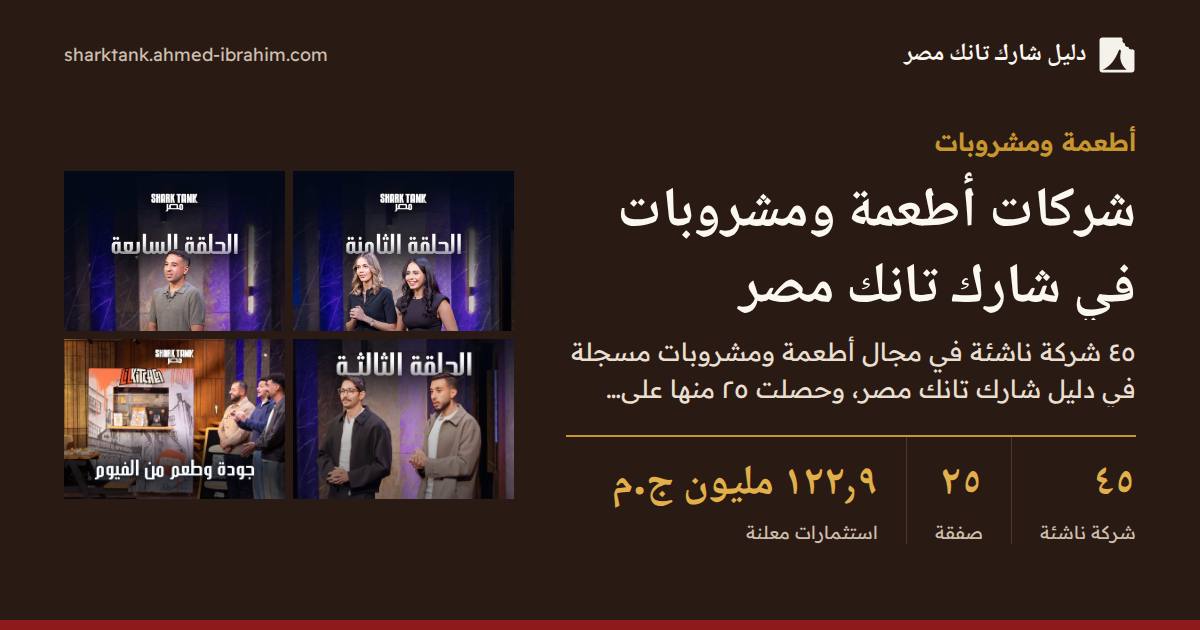 دليل شارك تانك مصر
sharktank.ahmed-ibrahim.com
أطعمة ومشروبات
شركات أطعمة ومشروبات
في شارك تانك مصر
٤٥ شركة ناشئة في مجال أطعمة ومشروبات مسجلة
في دليل شارك تانك مصر، وحصلت ٢٥ منها على...
٤٥
شركة ناشئة
٢٥
صفقة
١٢٢٫٩ مليون ج.م
استثمارات معلنة
SHARK TANK
مصر
الحلقة الثامنة
SHARK TANK
مصر
الحلقة السابعة
الحلقة الثالثة
SHARK TANK
مصر
KITCHEN
جودة وطعم من الفيوم